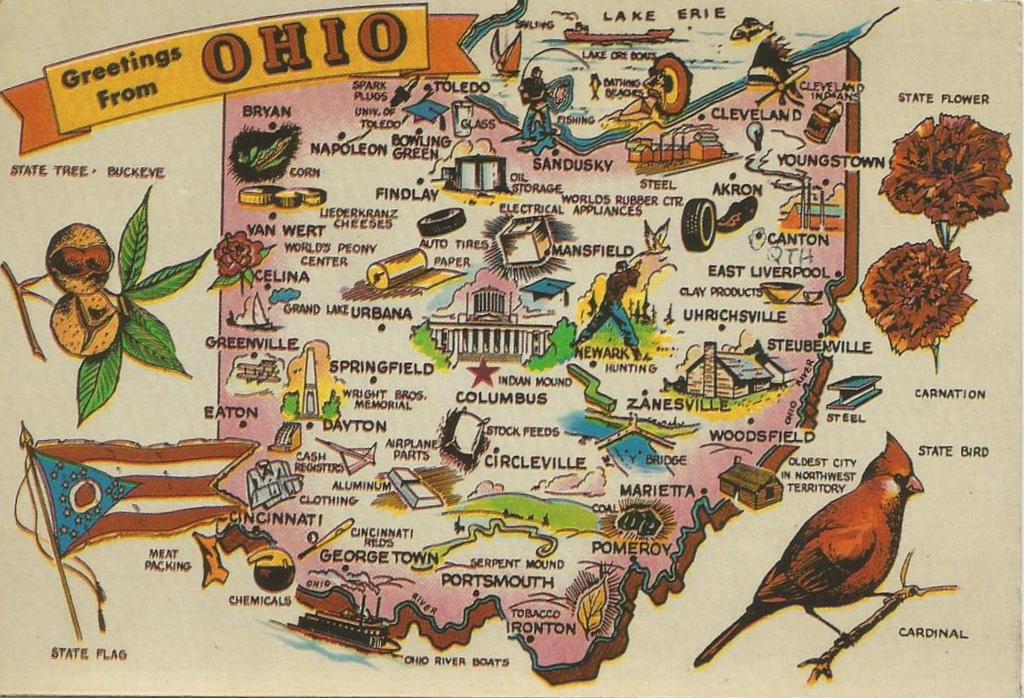 Greetings
From
OHIO
LAKE ERIE
SAILING
LAKE ORE BOATS
BATHING
BEACHES
FISHING
SPARK
PLUGS
TOLEDO
UNIV. OF
TOLEDO
GLASS
CLEVELAND
INDIANS
CLEVELAND
STATE FLOWER
BRYAN
CORN
NAPOLEON
BOWLING
GREEN
SANDUSKY
STEEL
YOUNGSTOWN
STATE TREE - BUCKEYE
FINDLAY
OIL
STORAGE
AKRON
LIEDERKRANZ
CHEESES
ELECTRICAL
APPLIANCES
WORLDS RUBBER CTR.
VAN WERT
WORLD'S PEONY
CENTER
AUTO TIRES
PAPER
MANSFIELD
CANTON
QTH
CELINA
GRAND LAKE
URBANA
EAST LIVERPOOL
CLAY PRODUCTS
UHRICHSVILLE
GREENVILLE
STEUBENVILLE
SPRINGFIELD
NEWARK
HUNTING
INDIAN MOUND
OHIO RIVER
CARNATION
WRIGHT BROS.
MEMORIAL
COLUMBUS
ZANESVILLE
STEEL
EATON
DAYTON
STOCK FEEDS
WOODSFIELD
STATE BIRD
CASH
REGISTERS
AIRPLANE
PARTS
CIRCLEVILLE
BRIDGE
OLDEST CITY
IN NORTHWEST
TERRITORY
ALUMINUM
CLOTHING
MARIETTA
CINCINNATI
COAL
CINCINNATI
REDS
POMEROY
MEAT
PACKING
GEORGETOWN
SERPENT MOUND
PORTSMOUTH
CHEMICALS
OHIO
RIVER
TOBACCO
IRONTON
CARDINAL
STATE FLAG
OHIO RIVER BOATS